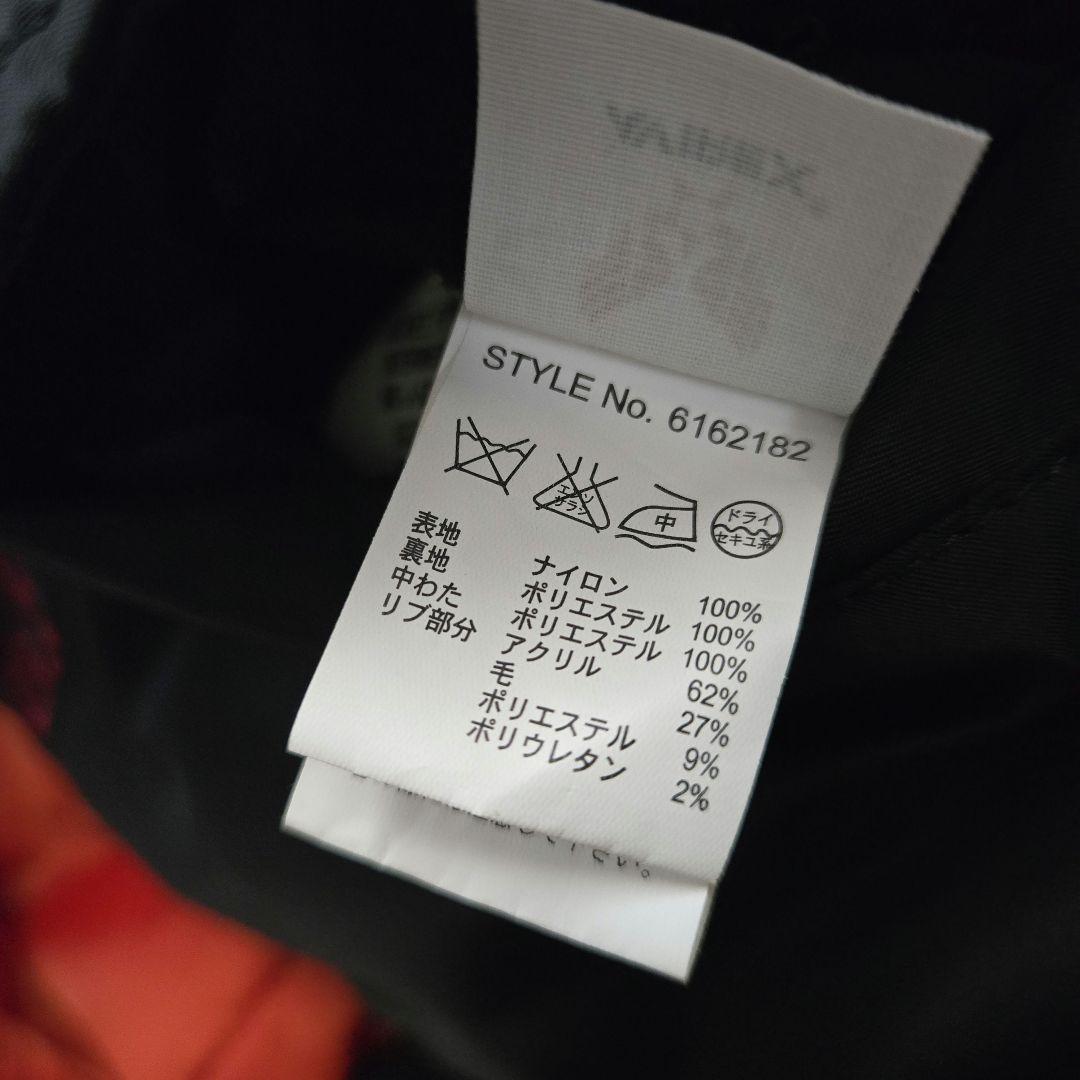 STYLE No. 6162182
エンソ
サラシ
中
ドライ
セキユ系
表地 ナイロン 100%
裏地 ポリエステル 100%
中わた ポリエステル 100%
リブ部分 アクリル 62%
毛 27%
ポリエステル 9%
ポリウレタン 2%